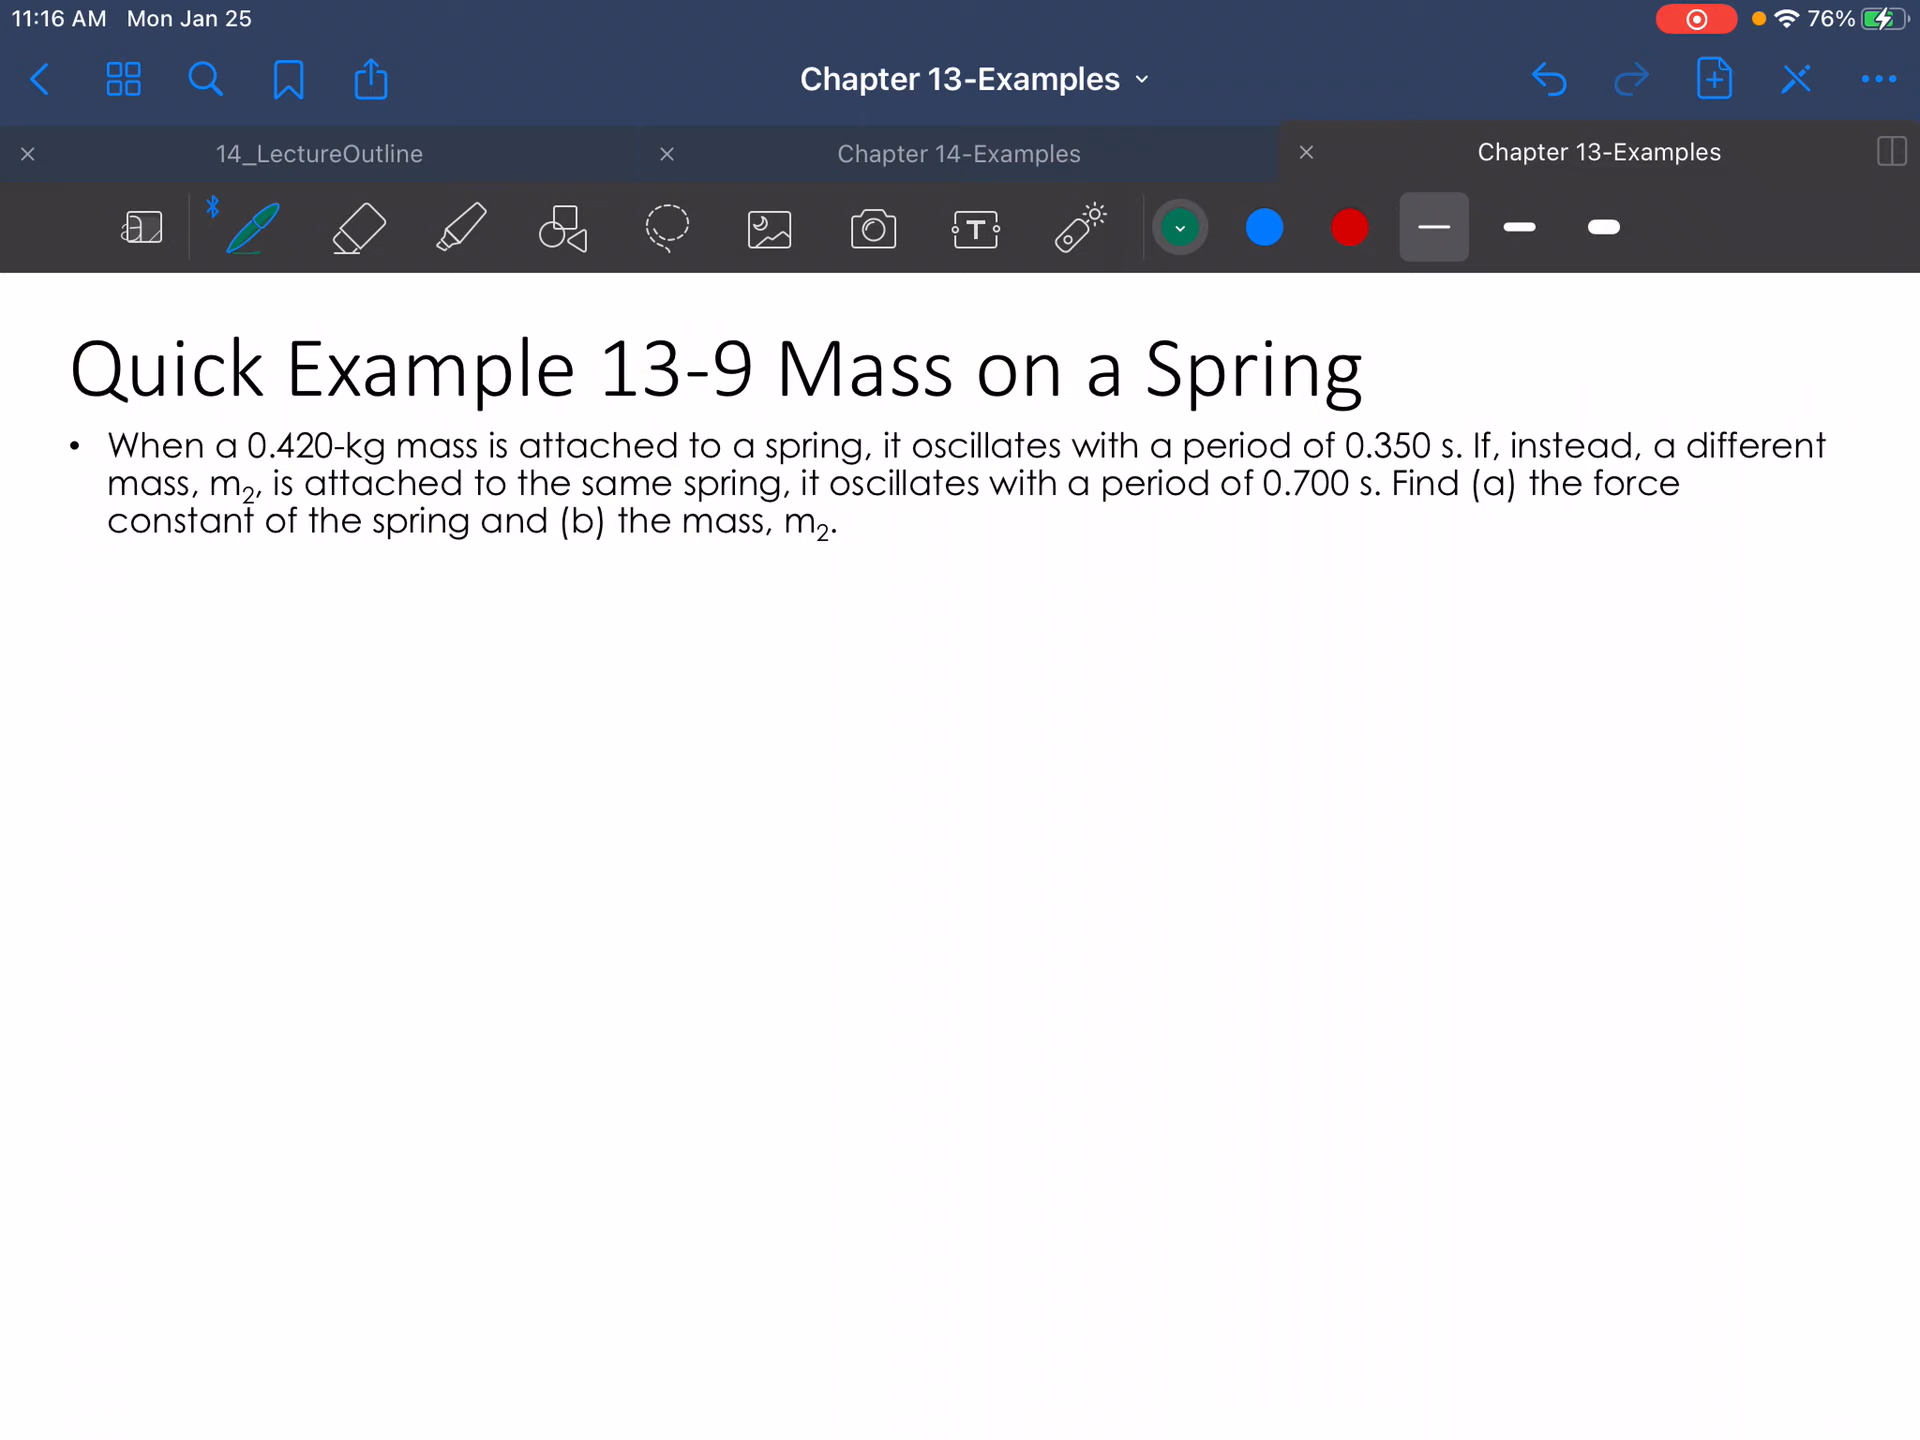 11:16 AM Mon Jan 25 76%
Chapter 13-Examples
14_LectureOutline Chapter 14-Examples Chapter 13-Examples
Quick Example 13-9 Mass on a Spring
• When a 0.420-kg mass is attached to a spring, it oscillates with a period of 0.350 s. If, instead, a different
mass, m₂, is attached to the same spring, it oscillates with a period of 0.700 s. Find (a) the force
constant of the spring and (b) the mass, m₂.